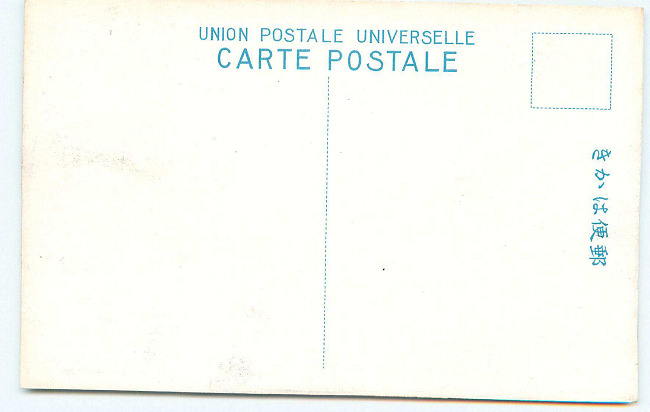 UNION POSTALE UNIVERSELLE
CARTE POSTALE
きかは便郵